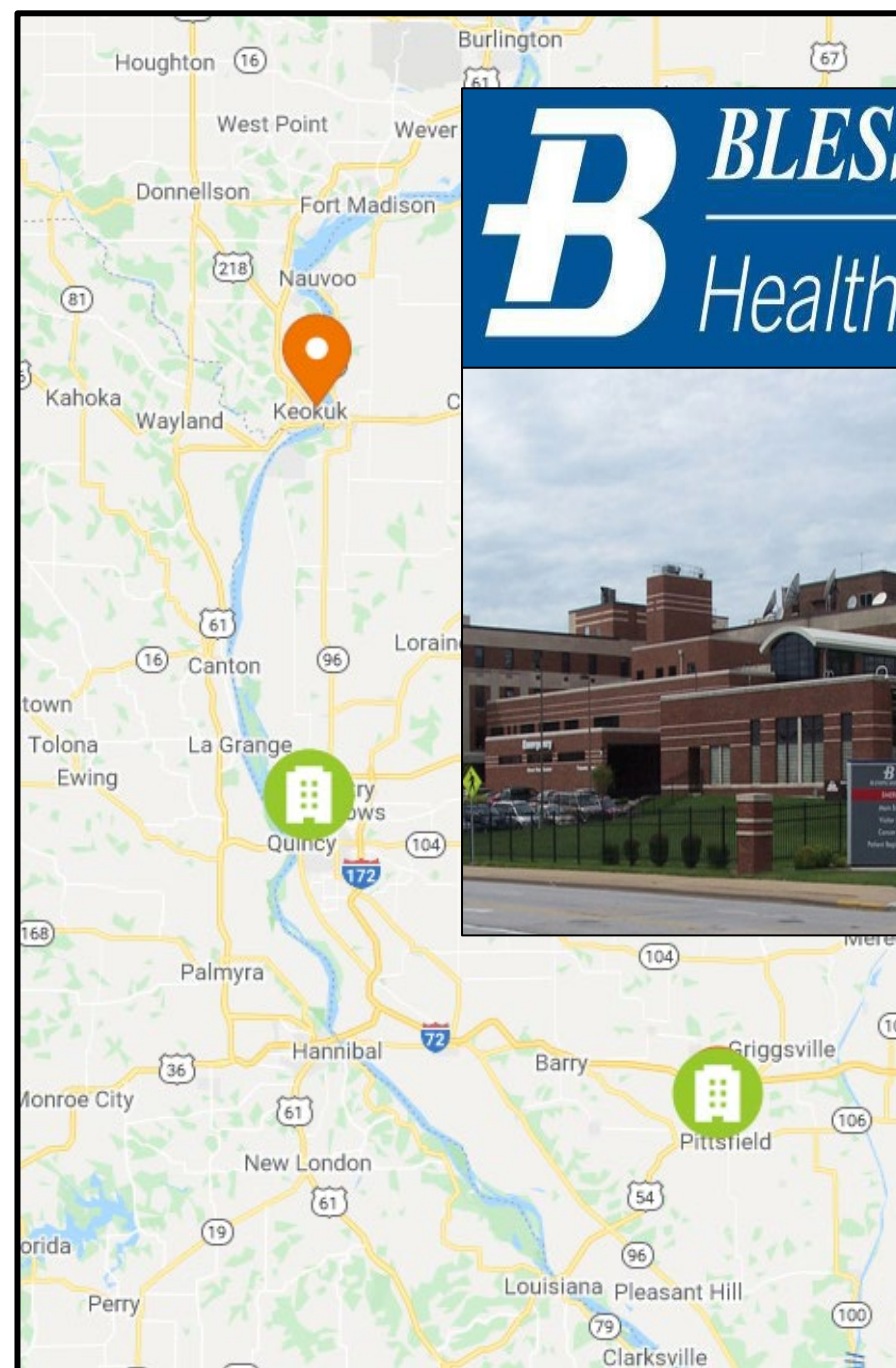 Burlington
Houghton 16
67
61
West Point
Wever
BLESS
Health
Donnellson
Fort Madison
218
Nauvoo
81
Kahoka
Wayland
Keokuk
C
61
16
Canton
96
Lorain
town
Tolona
La Grange
Ewing
Emergency
Quincy
104
172
168
104
Palmyra
Hannibal
72
Griggsville
Barry
36
Monroe City
61
106
Pittsfield
New London
61
54
19
orida
96
Louisiana
Pleasant Hill
Perry
100
79
Clarksville